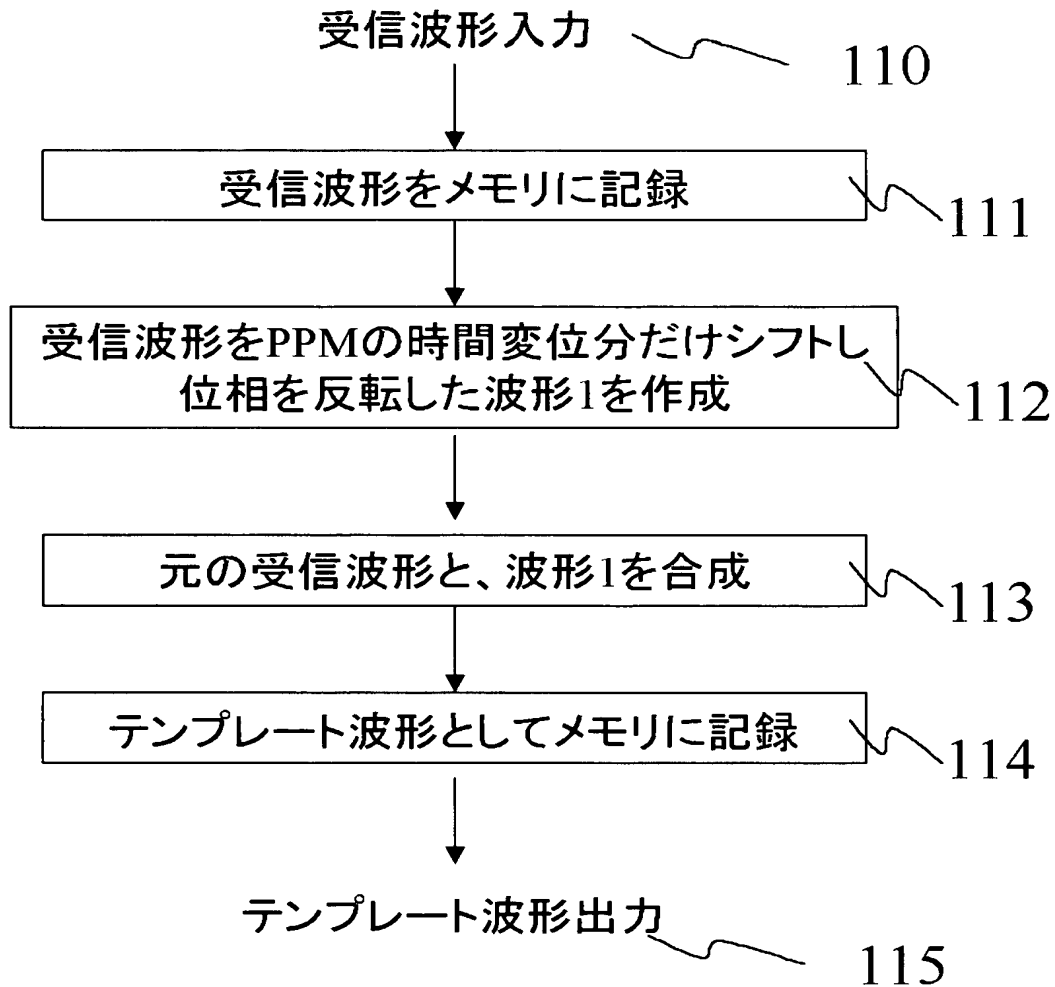 受信波形入力
110
受信波形をメモリに記録
111
受信波形をPPMの時間変位分だけシフトし
位相を反転した波形1を作成
112
元の受信波形と、波形1を合成
113
テンプレート波形としてメモリに記録
114
テンプレート波形出力
115